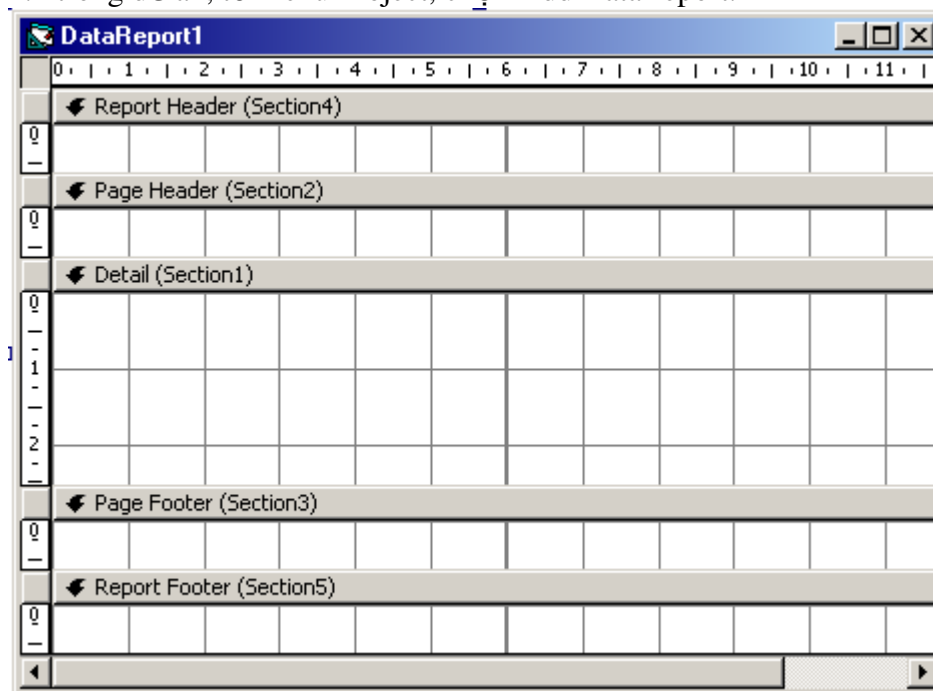 DataReport1
0 1 2 3 4 5 6 7 8 9 10 11
Report Header (Section4)
0
Page Header (Section2)
0
Detail (Section1)
0
1
2
Page Footer (Section3)
0
Report Footer (Section5)
0